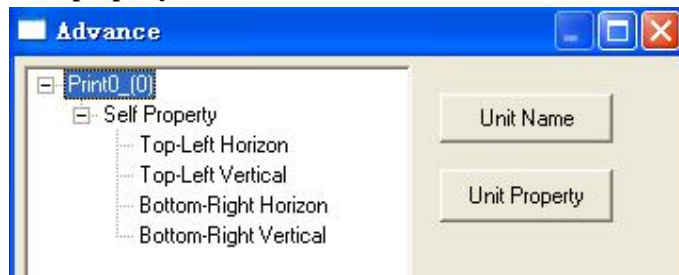 Advance
Print0_(0)
Self Property
Top-Left Horizon
Top-Left Vertical
Bottom-Right Horizon
Bottom-Right Vertical
Unit Name
Unit Property